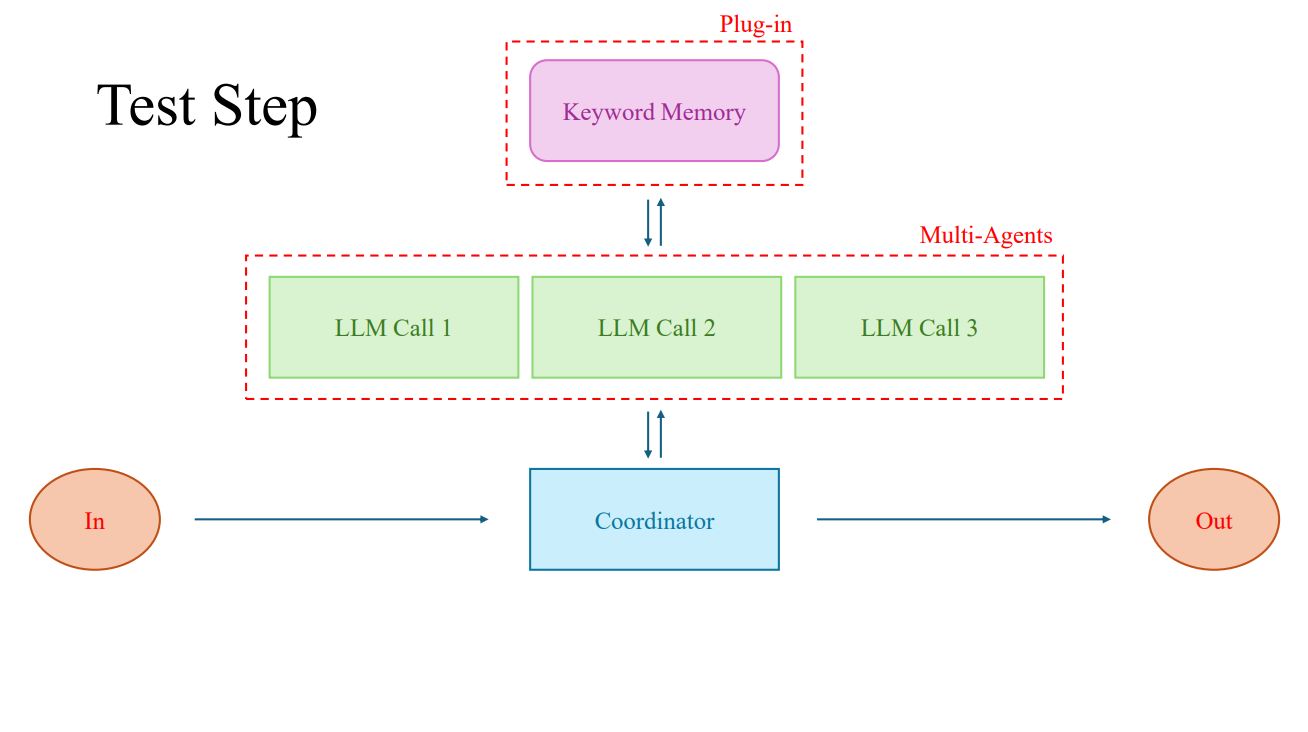 Plug-in
Test Step
Keyword Memory
Multi-Agents
LLM Call 1
LLM Call 2
LLM Call 3
In
Coordinator
Out